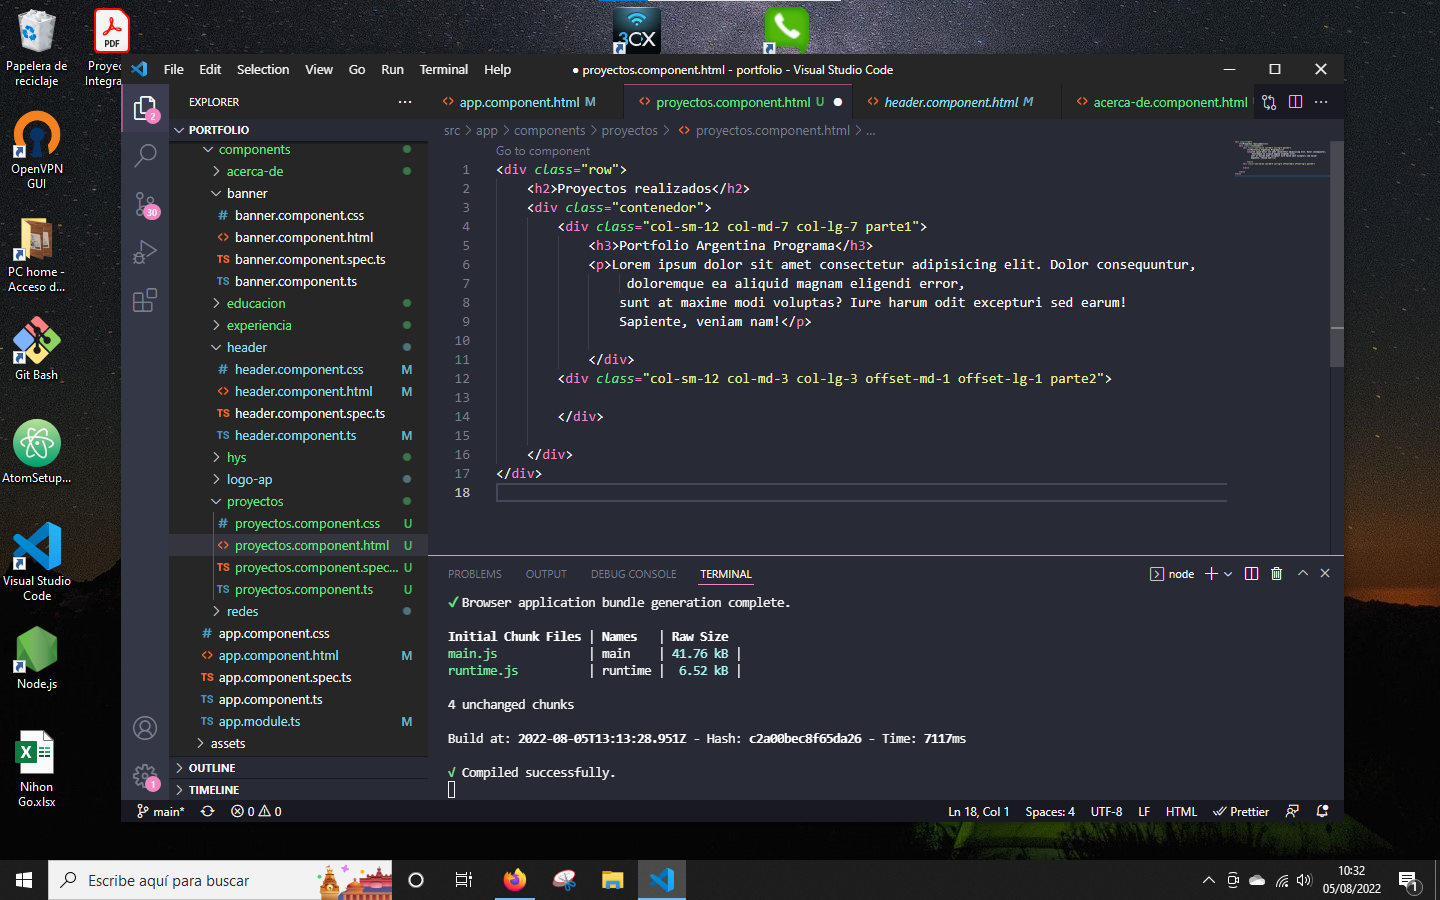 Papelera de
reciclaje
PDF
Proyec
Integra
3CX
OpenVPN
GUI
PC home -
Acceso d...
Git Bash
AtomSetup...
Visual Studio
Code
Node.js
Nihon
Go.xlsx
File Edit Selection View Go Run Terminal Help
● proyectos.component.html - portfolio - Visual Studio Code
EXPLORER ...
app.component.html M
proyectos.component.html U ●
header.component.html M
acerca-de.component.html
2
30
1
PORTFOLIO
components
acerca-de
banner
# banner.component.css
<> banner.component.html
TS banner.component.spec.ts
TS banner.component.ts
educacion
experiencia
header
# header.component.css M
<> header.component.html M
TS header.component.spec.ts
TS header.component.ts M
hys
logo-ap
proyectos
# proyectos.component.css U
<> proyectos.component.html U
TS proyectos.component.spec... U
TS proyectos.component.ts U
redes
# app.component.css
<> app.component.html M
TS app.component.spec.ts
TS app.component.ts
TS app.module.ts M
assets
OUTLINE
TIMELINE
src > app > components > proyectos > <> proyectos.component.html > ...
Go to component
1 <div class="row">
2 <h2>Proyectos realizados</h2>
3 <div class="contenedor">
4 <div class="col-sm-12 col-md-7 col-lg-7 parte1">
5 <h3>Portfolio Argentina Programa</h3>
6 <p>Lorem ipsum dolor sit amet consectetur adipisicing elit. Dolor consequuntur,
7 doloremque ea aliquid magnam eligendi error,
8 sunt at maxime modi voluptas? Iure harum odit excepturi sed earum!
9 Sapiente, veniam nam!</p>
10
11 </div>
12 <div class="col-sm-12 col-md-3 col-lg-3 offset-md-1 offset-lg-1 parte2">
13
14 </div>
15
16 </div>
17 </div>
18
PROBLEMS OUTPUT DEBUG CONSOLE TERMINAL
node
✓ Browser application bundle generation complete.
Initial Chunk Files | Names | Raw Size
main.js | main | 41.76 kB |
runtime.js | runtime | 6.52 kB |
4 unchanged chunks
Build at: 2022-08-05T13:13:28.951Z - Hash: c2a00bec8f65da26 - Time: 7117ms
√ Compiled successfully.
main* 0 0
Ln 18, Col 1 Spaces: 4 UTF-8 LF HTML Prettier
Escribe aquí para buscar
10:32
05/08/2022
1